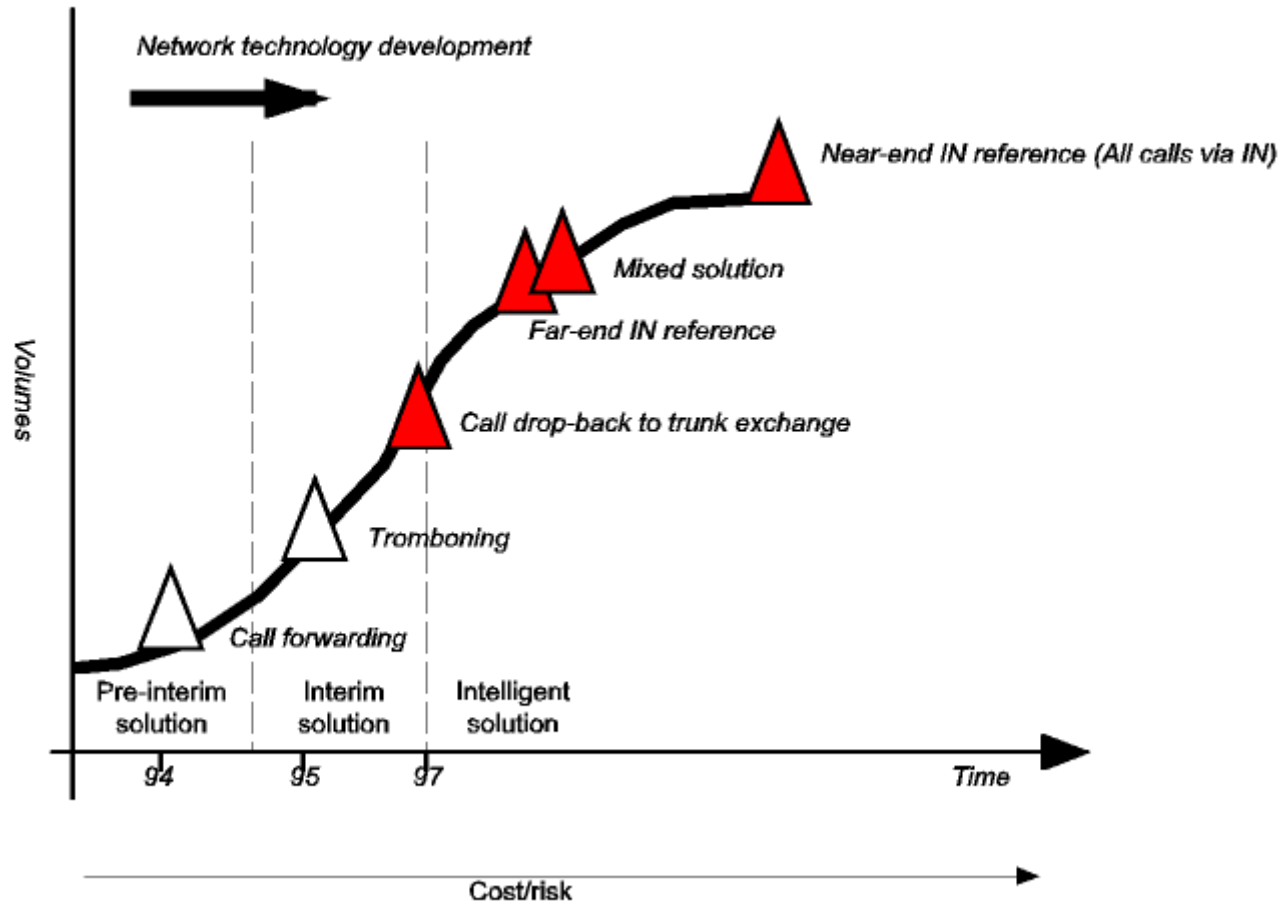 Network technology development
Near-end IN reference (All calls via IN)
Mixed solution
Far-end IN reference
Volumes
Call drop-back to trunk exchange
Tromboning
Call forwarding
Pre-interim
solution
Interim
solution
Intelligent
solution
94
95
97
Time
Cost/risk